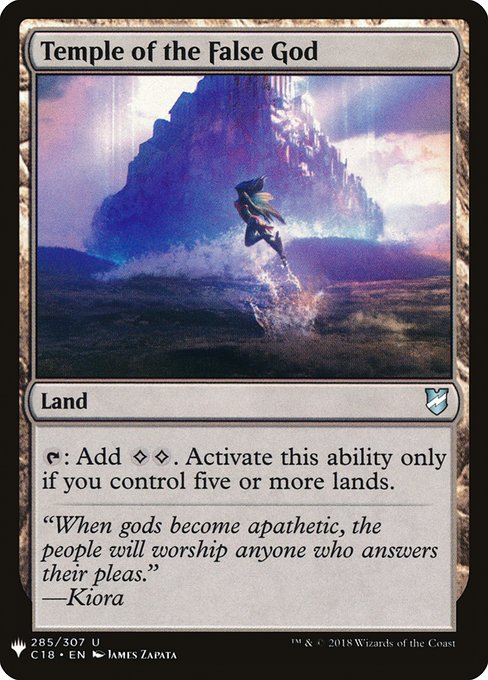 Temple of the False God
Land
: Add . Activate this ability only
if you control five or more lands.
“When gods become apathetic, the
people will worship anyone who answers
their pleas.”
—Kiora
285/307 U
C18 • EN James Zapata
™ & © 2018 Wizards of the Coast